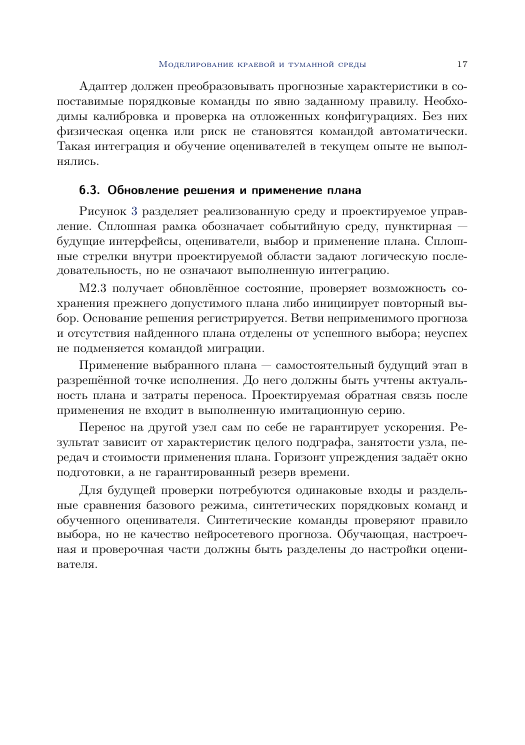 Моделирование краевой и туманной среды 17
Адаптер должен преобразовывать прогнозные характеристики в со-
поставимые порядковые команды по явно заданному правилу. Необхо-
димы калибровка и проверка на отложенных конфигурациях. Без них
физическая оценка или риск не становятся командой автоматически.
Такая интеграция и обучение оценивателей в текущем опыте не выпол-
нялись.
6.3. Обновление решения и применение плана
Рисунок 3 разделяет реализованную среду и проектируемое управ-
ление. Сплошная рамка обозначает событийную среду, пунктирная —
будущие интерфейсы, оцениватели, выбор и применение плана. Сплош-
ные стрелки внутри проектируемой области задают логическую после-
довательность, но не означают выполненную интеграцию.
М2.3 получает обновлённое состояние, проверяет возможность со-
хранения прежнего допустимого плана либо инициирует повторный вы-
бор. Основание решения регистрируется. Ветви неприменимого прогноза
и отсутствия найденного плана отделены от успешного выбора; неуспех
не подменяется командой миграции.
Применение выбранного плана — самостоятельный будущий этап в
разрешённой точке исполнения. До него должны быть учтены актуаль-
ность плана и затраты переноса. Проектируемая обратная связь после
применения не входит в выполненную имитационную серию.
Перенос на другой узел сам по себе не гарантирует ускорения. Ре-
зультат зависит от характеристик целого подграфа, занятости узла, пе-
редач и стоимости применения плана. Горизонт упреждения задаёт окно
подготовки, а не гарантированный резерв времени.
Для будущей проверки потребуются одинаковые входы и раздель-
ные сравнения базового режима, синтетических порядковых команд и
обученного оценивателя. Синтетические команды проверяют правило
выбора, но не качество нейросетевого прогноза. Обучающая, настроеч-
ная и проверочная части должны быть разделены до настройки оцени-
вателя.